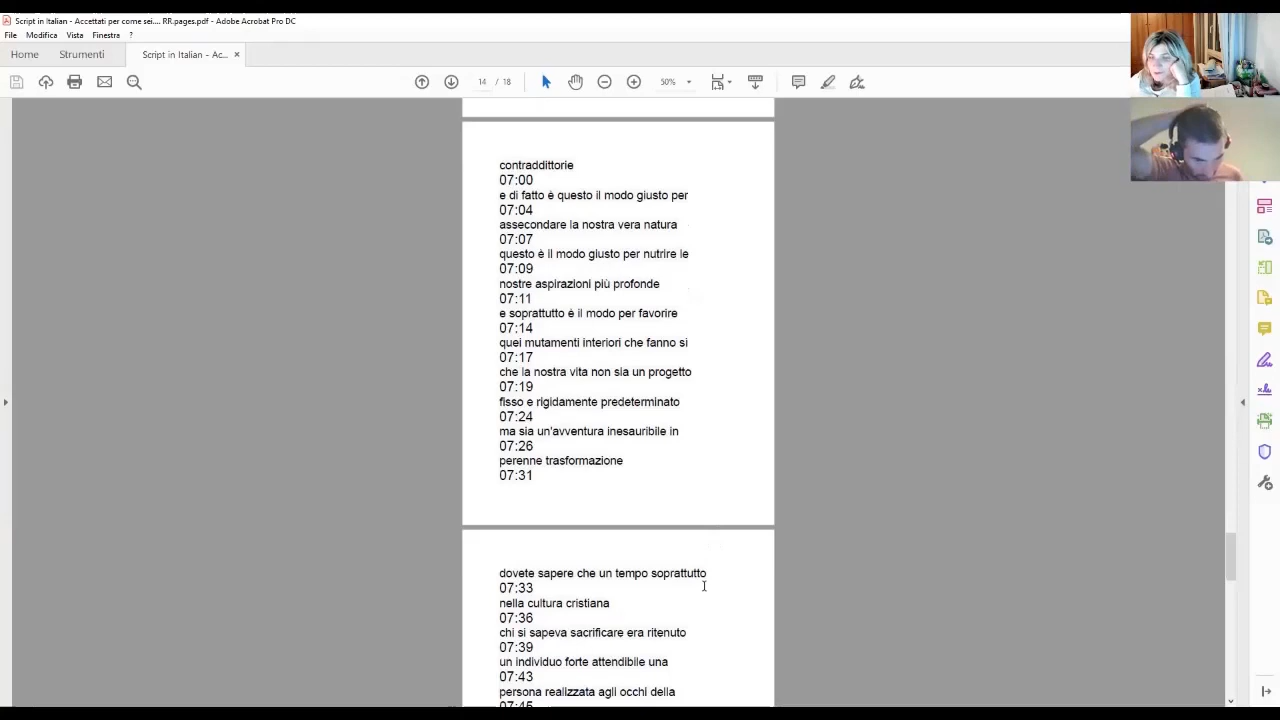 Script in Italian - Accettati per come sei.... RR.pages.pdf - Adobe Acrobat Pro DC
File Modifica Vista Finestra ?
Home Strumenti Script in Italian - Ac... ×
14 / 18 50%
contraddittorie
07:00
e di fatto è questo il modo giusto per
07:04
assecondare la nostra vera natura
07:07
questo è il modo giusto per nutrire le
07:09
nostre aspirazioni più profonde
07:11
e soprattutto è il modo per favorire
07:14
quei mutamenti interiori che fanno sì
07:17
che la nostra vita non sia un progetto
07:19
fisso e rigidamente predeterminato
07:24
ma sia un'avventura inesauribile in
07:26
perenne trasformazione
07:31
dovete sapere che un tempo soprattutto
07:33
nella cultura cristiana
07:36
chi si sapeva sacrificare era ritenuto
07:39
un individuo forte attendibile una
07:43
persona realizzata agli occhi della